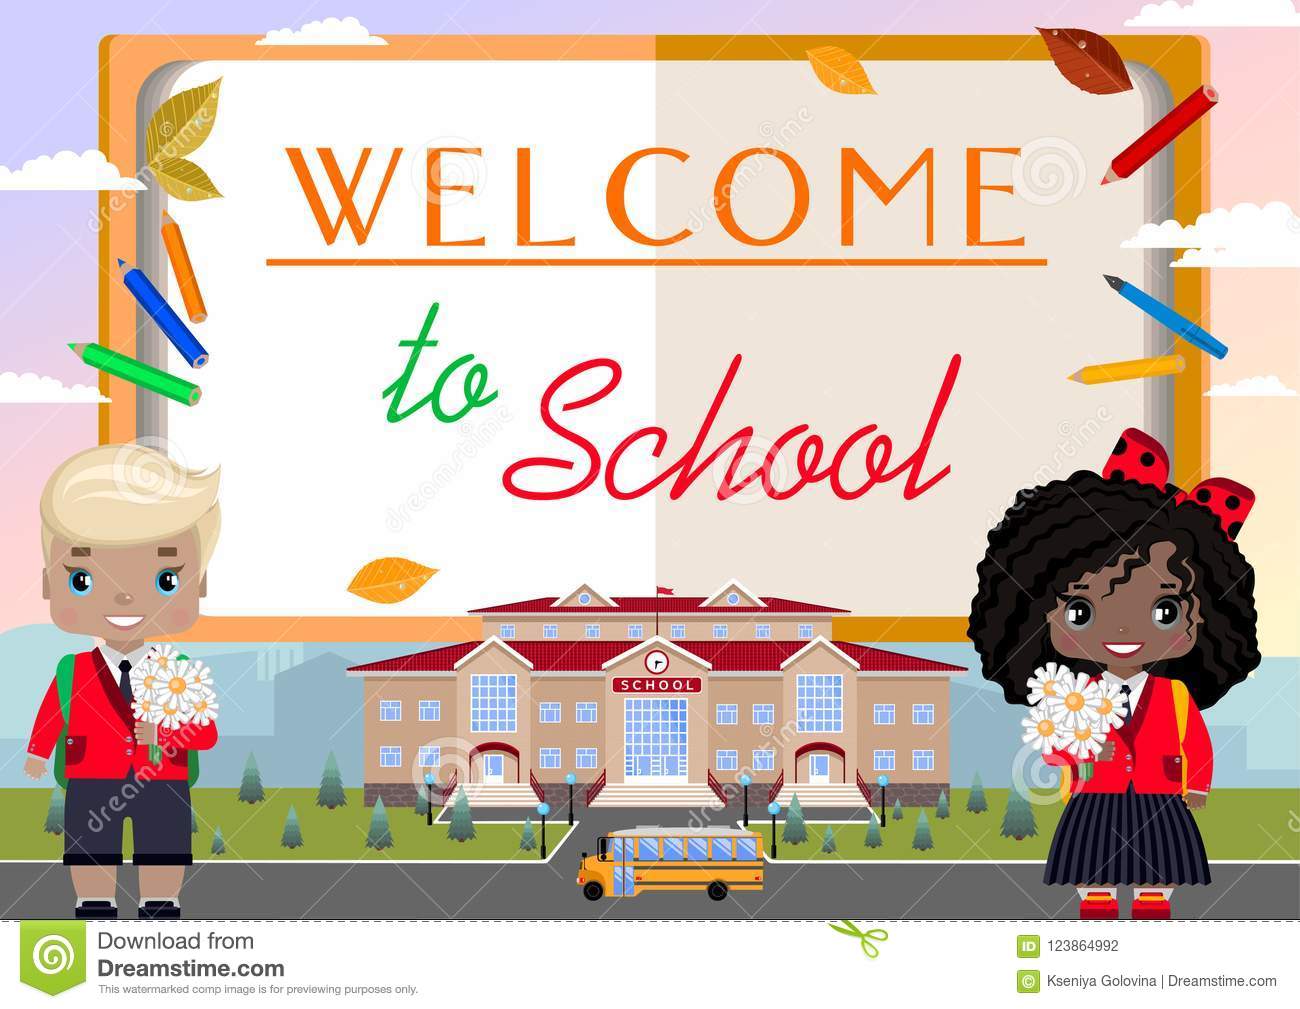 WELCOME
to School
SCHOOL
Download from
Dreamstime.com
This watermarked comp image is for previewing purposes only.
ID 123864992
© Kseniya Golovina | Dreamstime.com